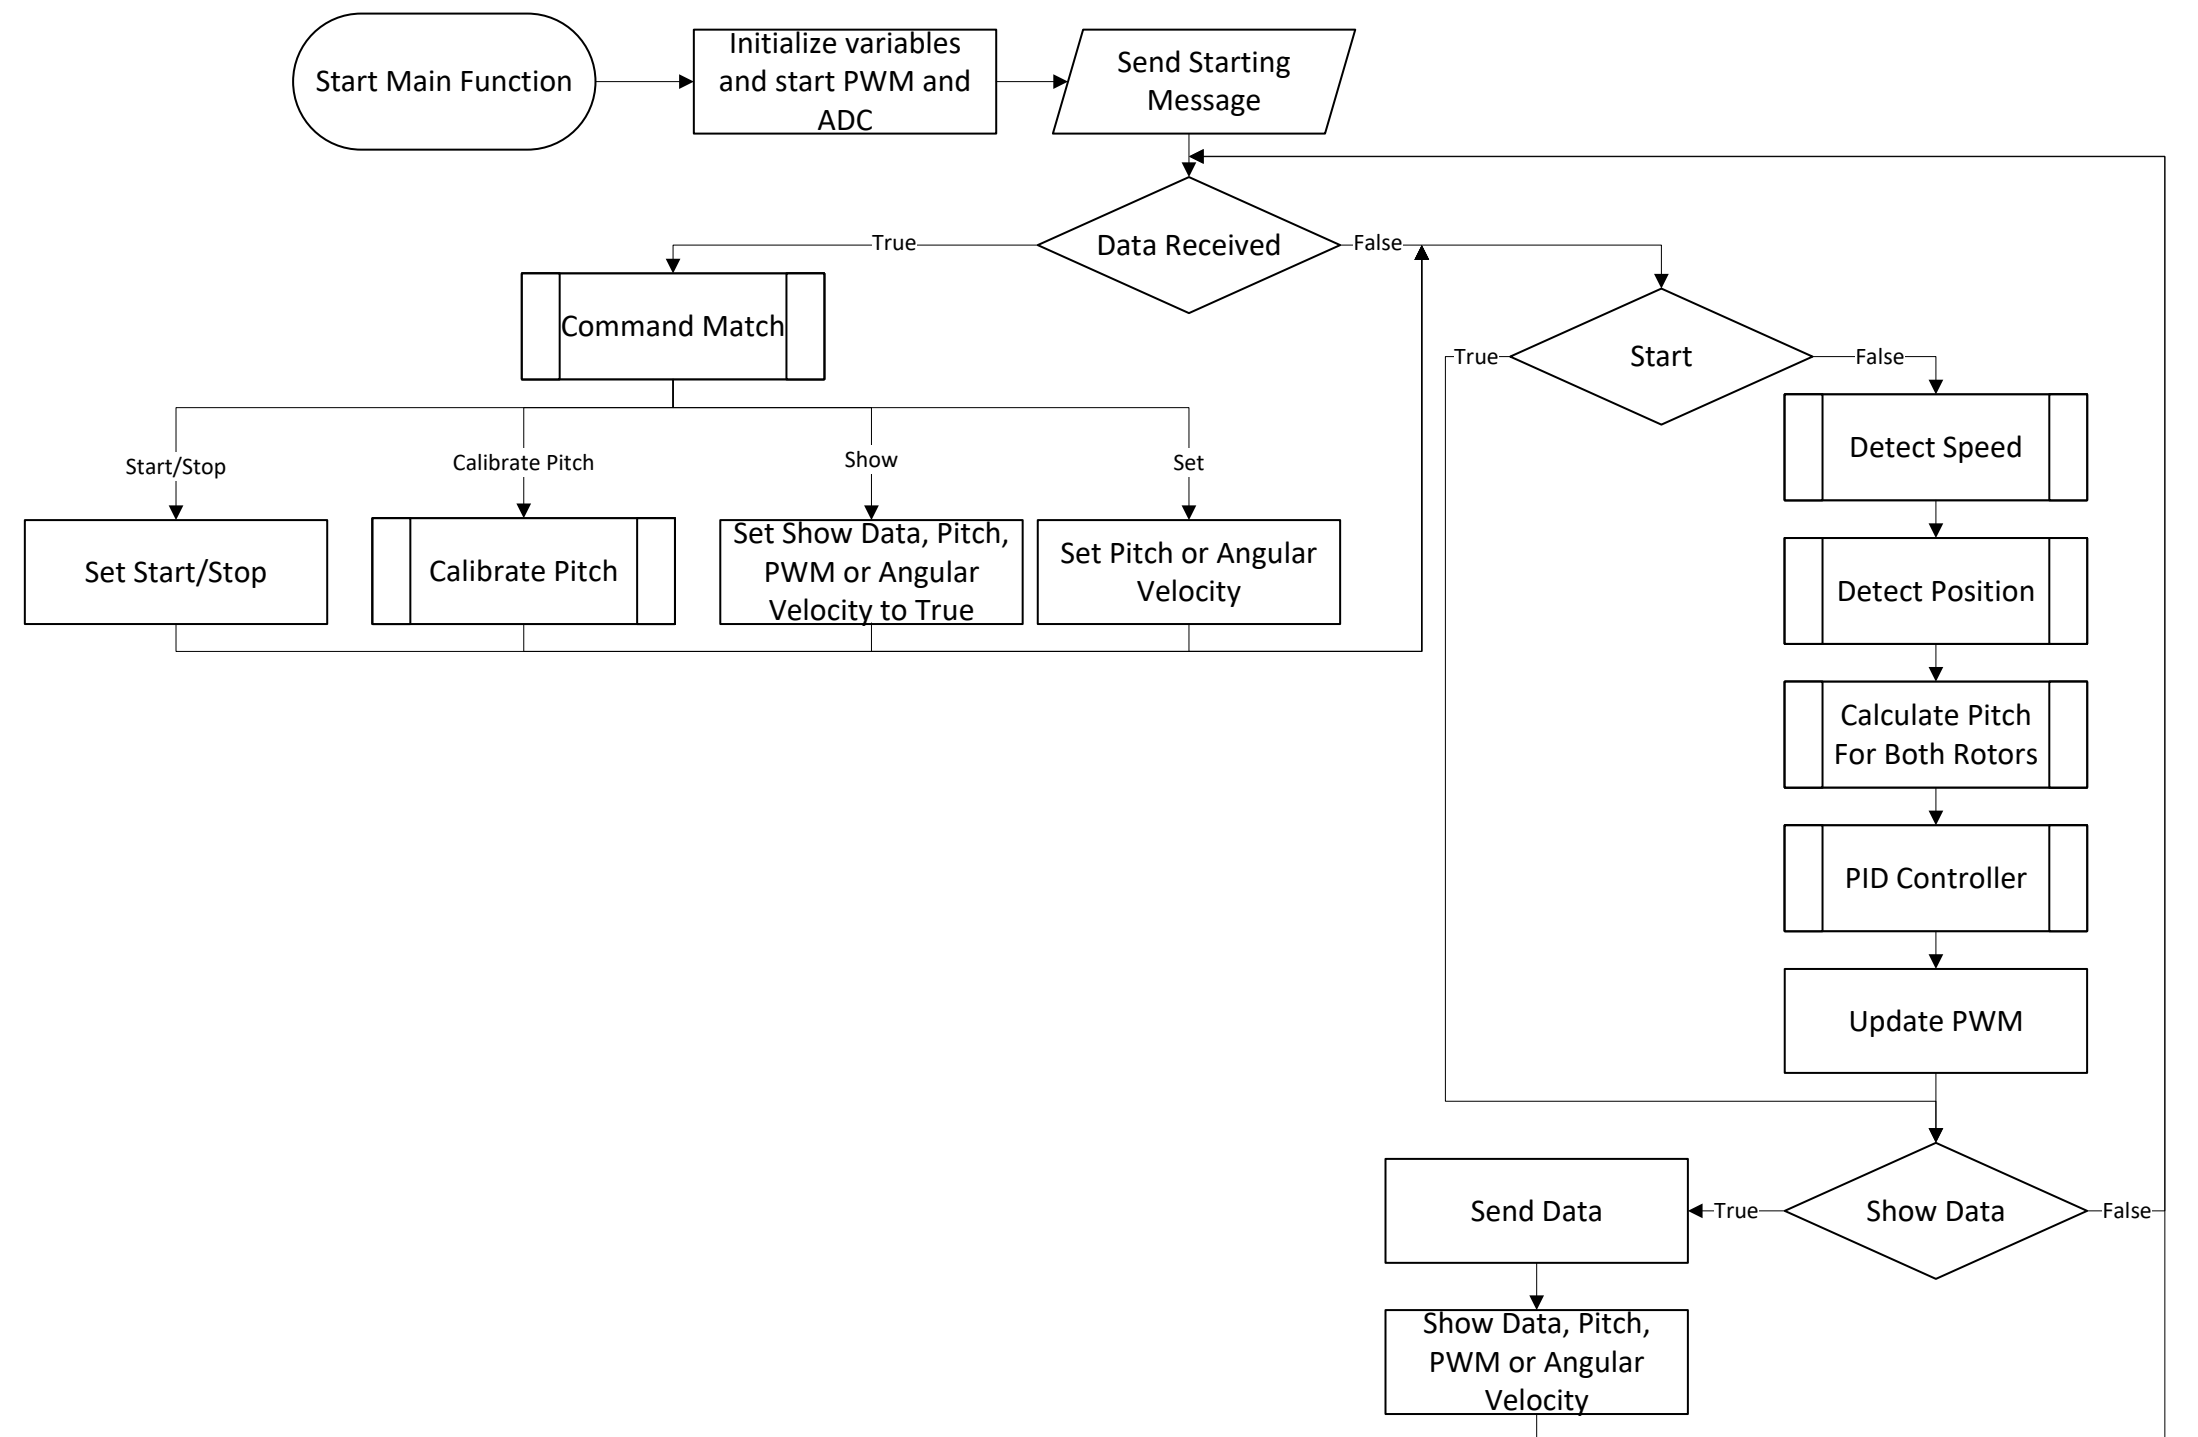 Start Main Function
Initialize variables
and start PWM and
ADC
Send Starting
Message
Data Received
True
False
Command Match
Start
True
False
Start/Stop
Calibrate Pitch
Show
Set
Set Start/Stop
Calibrate Pitch
Set Show Data, Pitch,
PWM or Angular
Velocity to True
Set Pitch or Angular
Velocity
Detect Speed
Detect Position
Calculate Pitch
For Both Rotors
PID Controller
Update PWM
Show Data
True
False
Send Data
Show Data, Pitch,
PWM or Angular
Velocity